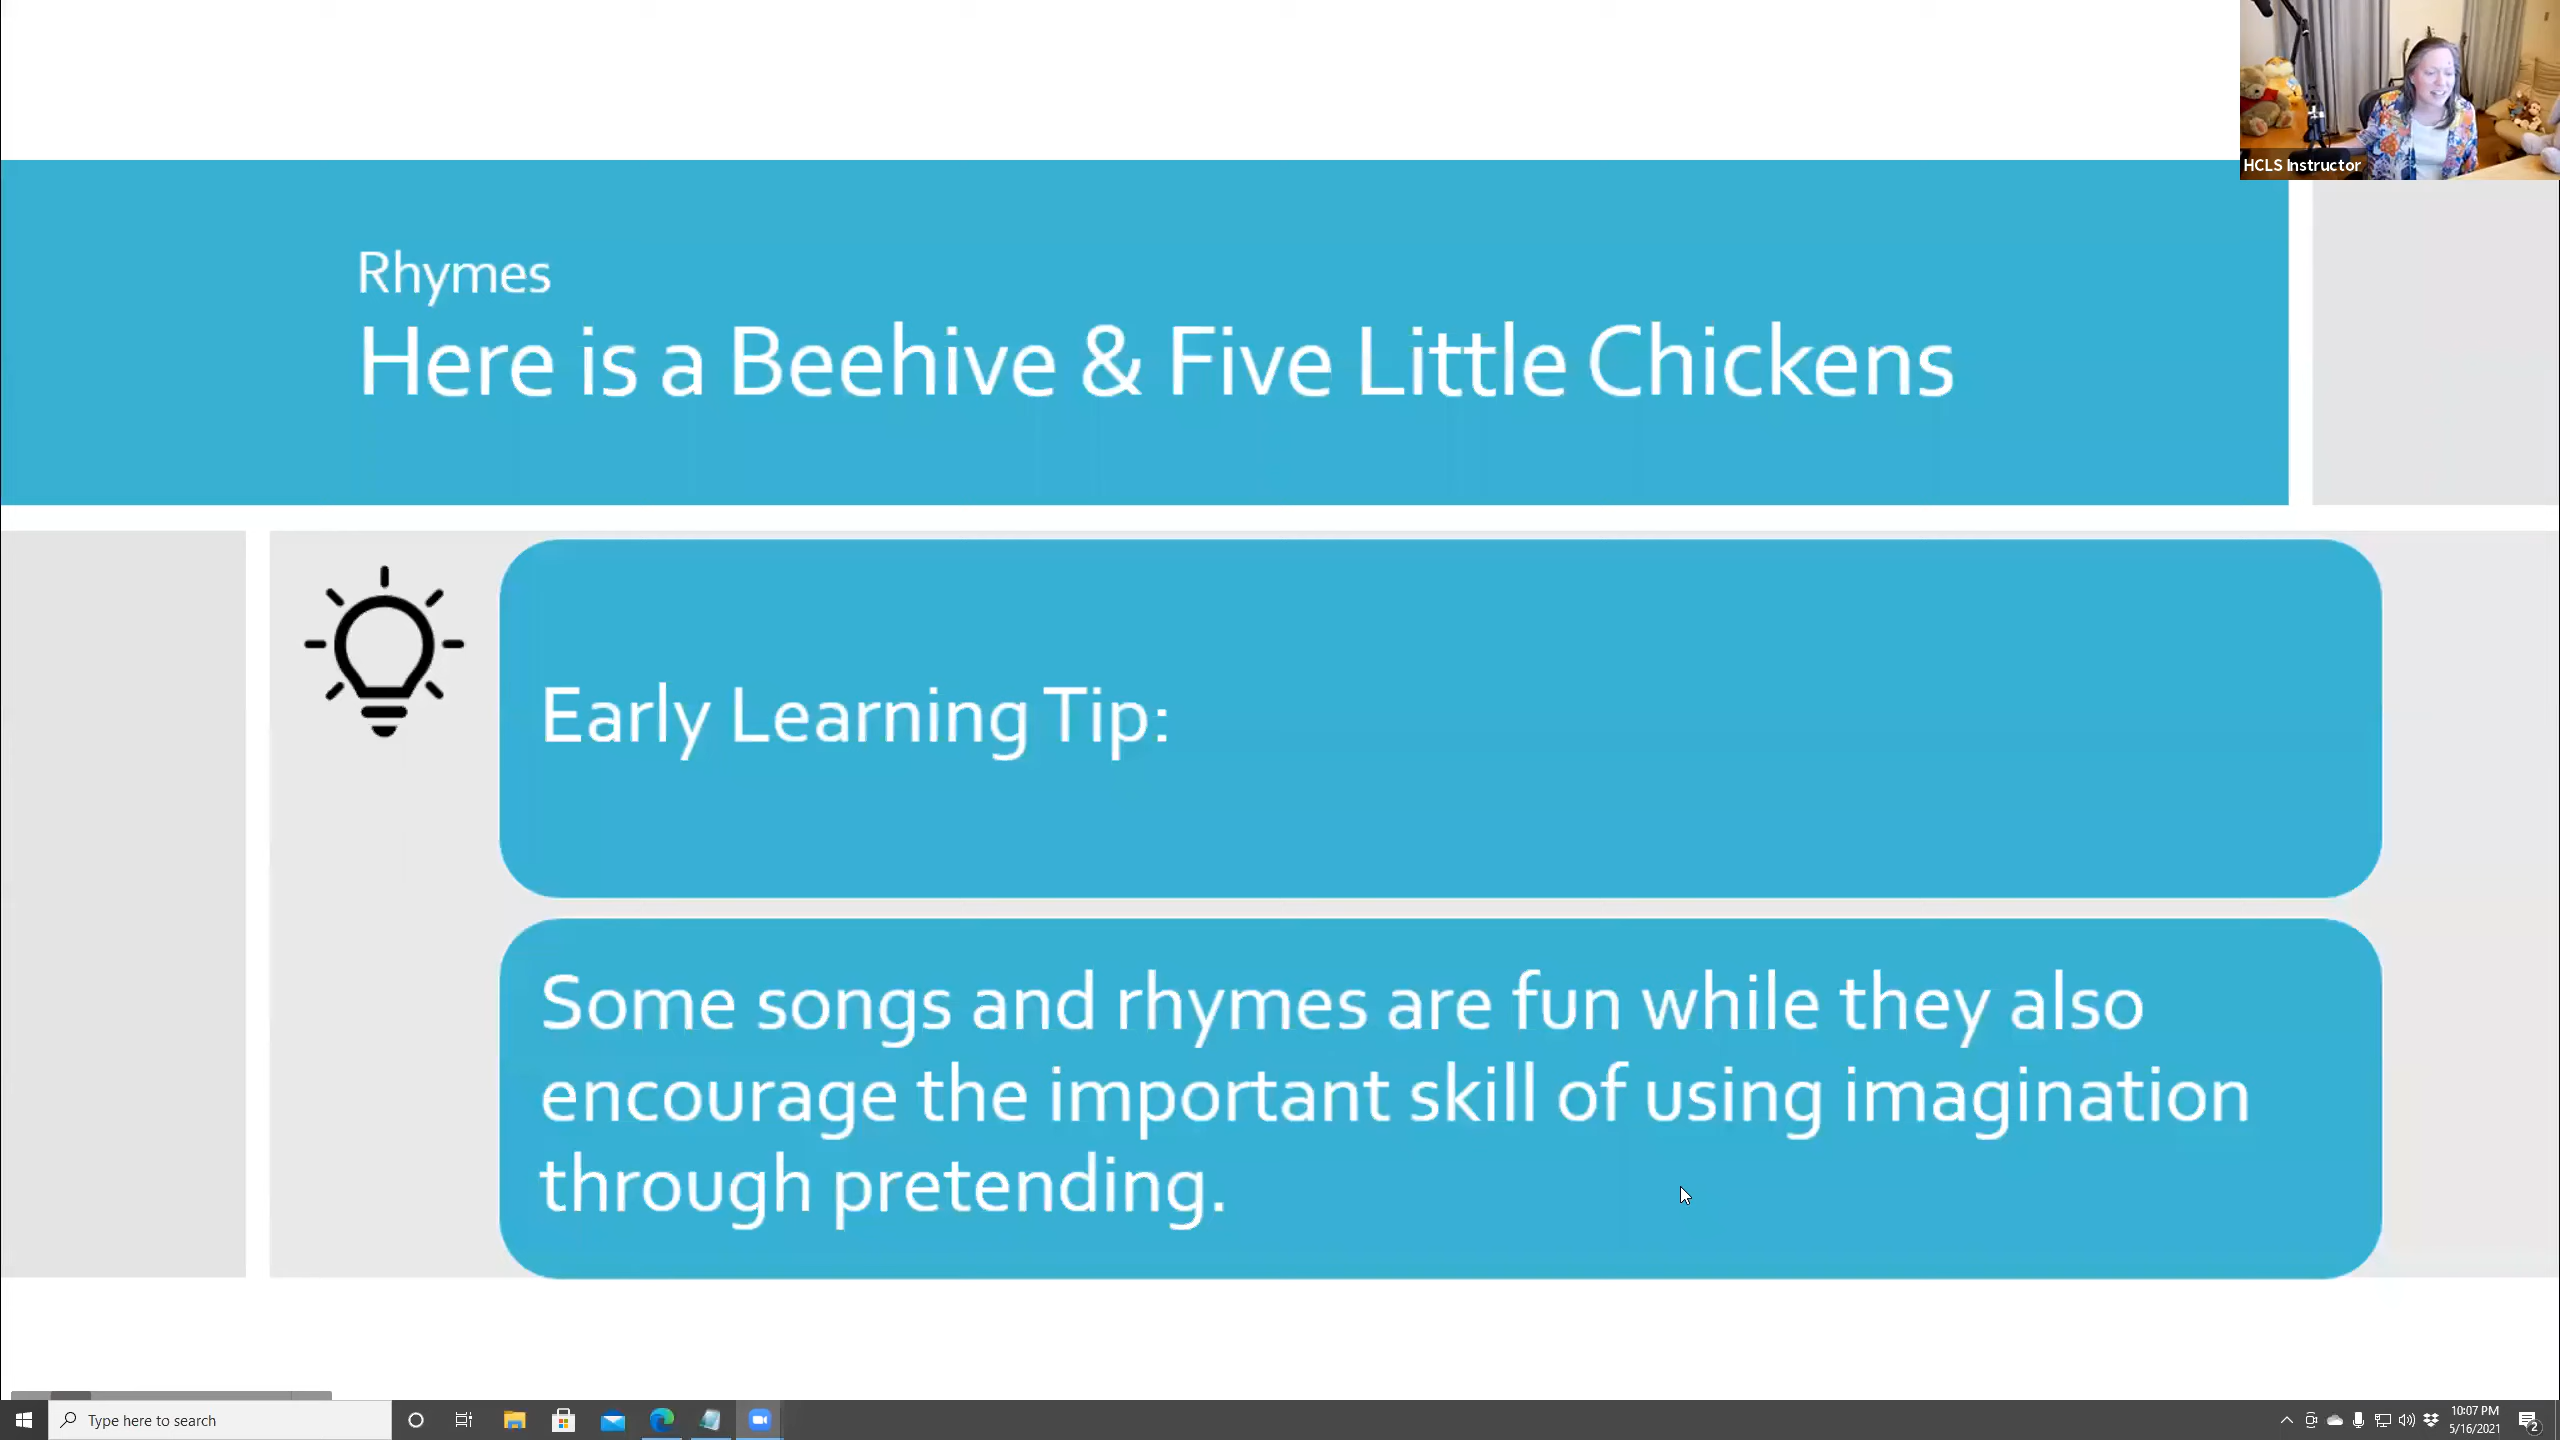 HCLS Instructor
Rhymes
Here is a Beehive & Five Little Chickens
Early Learning Tip:
Some songs and rhymes are fun while they also
encourage the important skill of using imagination
through pretending.
Type here to search
10:07 PM
5/16/2021
2